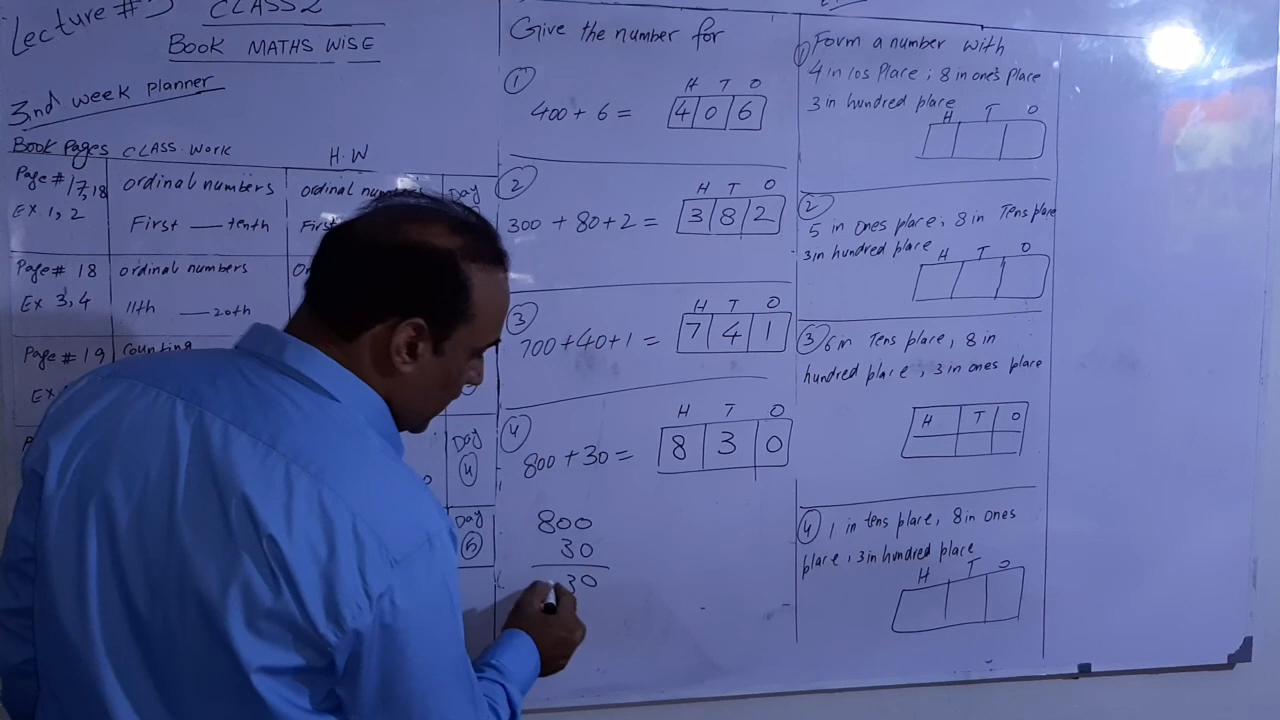 Lecture #3
CLASS 2
Book MATHS WISE
3nd week planner
Book Pages CLASS. WORK H.W
Page # 17,18 ordinal numbers ordinal numbers Day
Ex 1, 2 First — tenth First
Page # 18 ordinal numbers
Ex 3, 4 11th — 20th
Page # 19 Counting
Day
4
Day
5
Give the number for
1
H T O
400 + 6 = 4 0 6
2
H T O
300 + 80 + 2 = 3 8 2
3
H T O
700 + 40 + 1 = 7 4 1
4
H T O
800 + 30 = 8 3 0
800
30
30
1 Form a number with
4 in 10s Place ; 8 in one's Place
3 in hundred place
H T O
2
5 in Ones place, 8 in Tens place
3 in hundred place
H T O
3 6 in Tens place, 8 in
hundred place, 3 in ones place
H T O
4 1 in tens place, 8 in ones
place, 3 in hundred place
H T O